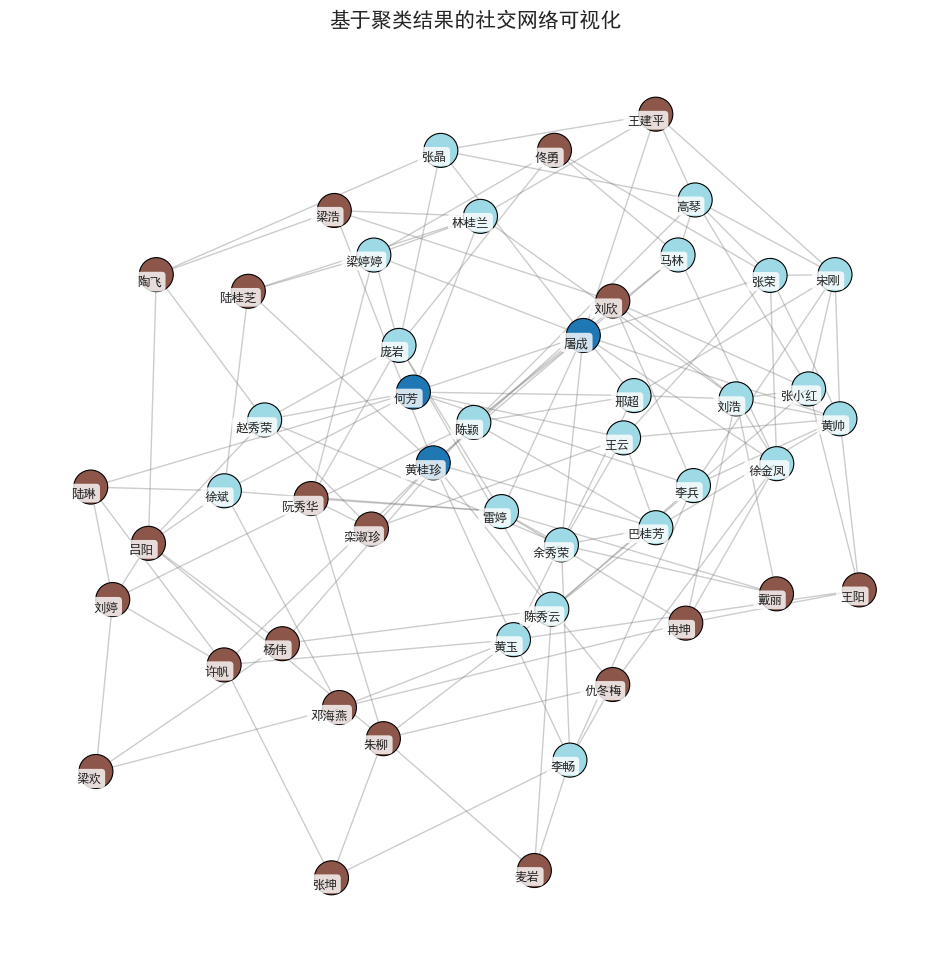 基于聚类结果的社交网络可视化
王建平
张晶
佟勇
高琴
梁浩
林桂兰
梁婷婷
马林
陶飞
张荣
宋刚
陆桂芝
刘欣
屠成
庞岩
何芳
邢超
刘浩
张小红
赵秀荣
陈颖
王云
黄帅
黄桂珍
徐金凤
陆琳
徐斌
阮秀华
李兵
雷婷
栾淑珍
巴桂芳
吕阳
余秀荣
刘婷
戴丽
王阳
陈秀云
冉坤
杨伟
黄玉
许帆
仇冬梅
邓海燕
朱柳
梁欢
李畅
张坤
麦岩